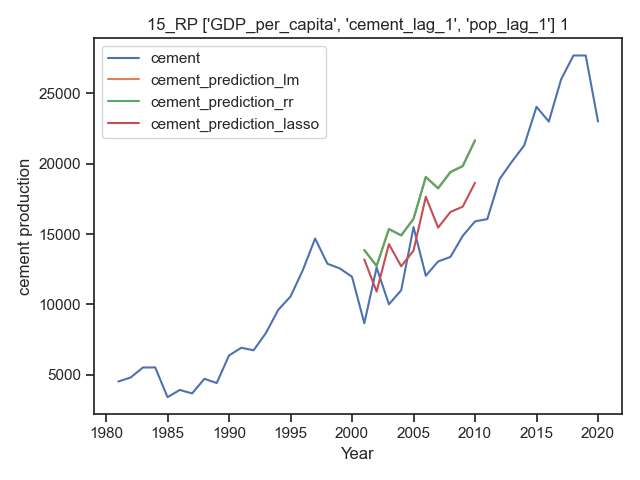 15_RP ['GDP_per_capita', 'cement_lag_1', 'pop_lag_1'] 1
cement
cement_prediction_lm
cement_prediction_rr
cement_prediction_lasso
25000
20000
15000
10000
5000
cement production
1980 1985 1990 1995 2000 2005 2010 2015 2020
Year